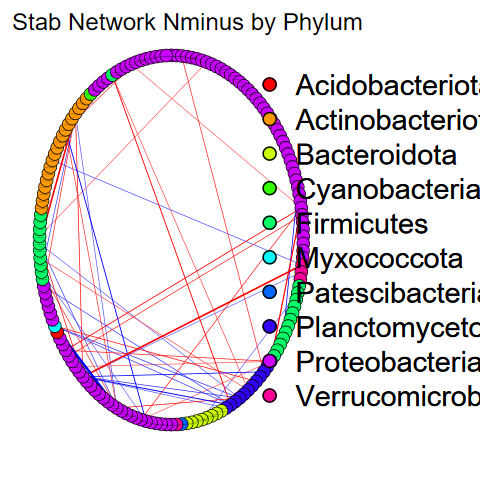 Stab Network Nminus by Phylum
Acidobacteriota
Actinobacteriot
Bacteroidota
Cyanobacteria
Firmicutes
Myxococcota
Patescibacteria
Planctomyceto
Proteobacteria
Verrucomicrob